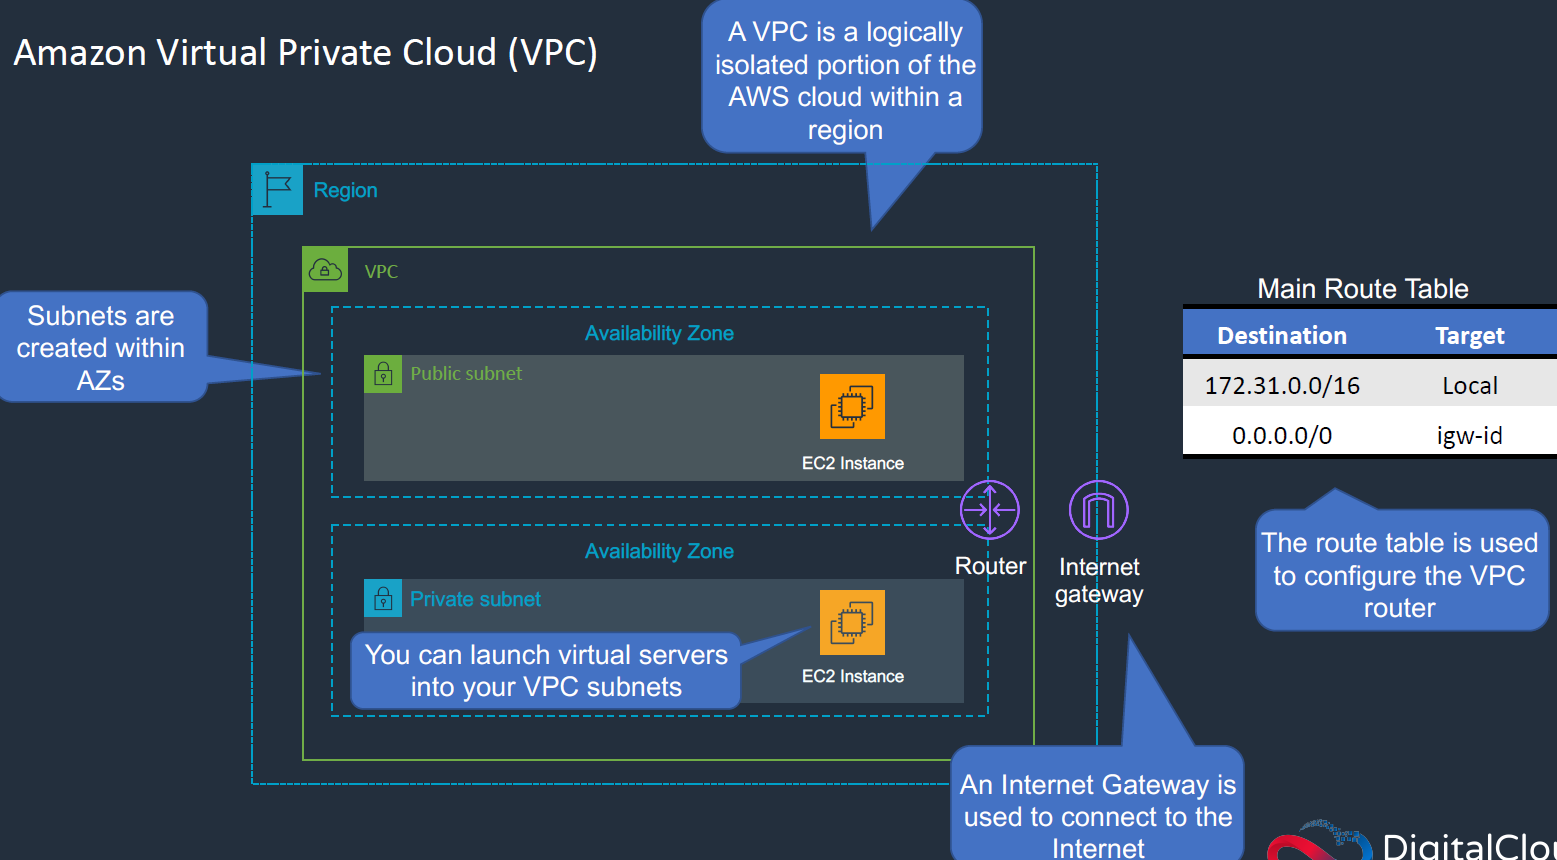 Amazon Virtual Private Cloud (VPC)
A VPC is a logically
isolated portion of the
AWS cloud within a
region
Region
VPC
Subnets are
created within
AZs
Availability Zone
Public subnet
EC2 Instance
Availability Zone
Private subnet
You can launch virtual servers
into your VPC subnets
EC2 Instance
Router
Internet
gateway
Main Route Table
Destination Target
172.31.0.0/16 Local
0.0.0.0/0 igw-id
The route table is used
to configure the VPC
router
An Internet Gateway is
used to connect to the
Internet